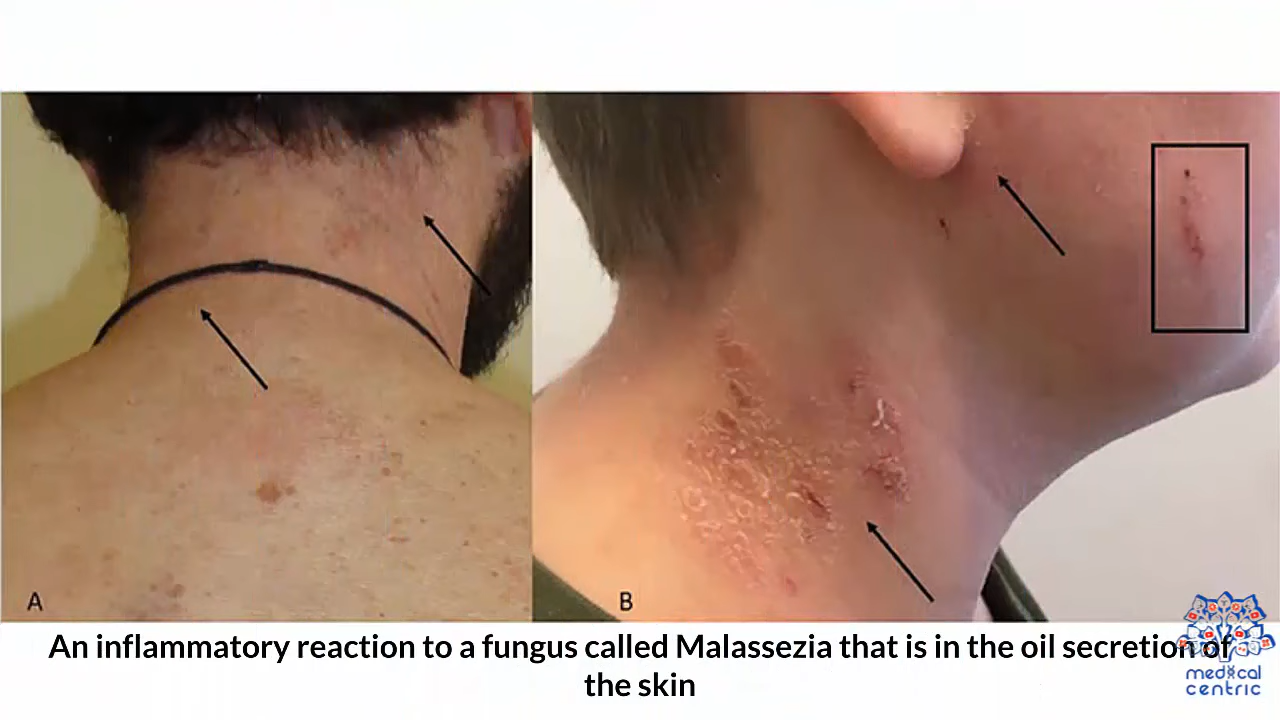 A
B
An inflammatory reaction to a fungus called Malassezia that is in the oil secretion of
the skin
medical
centric